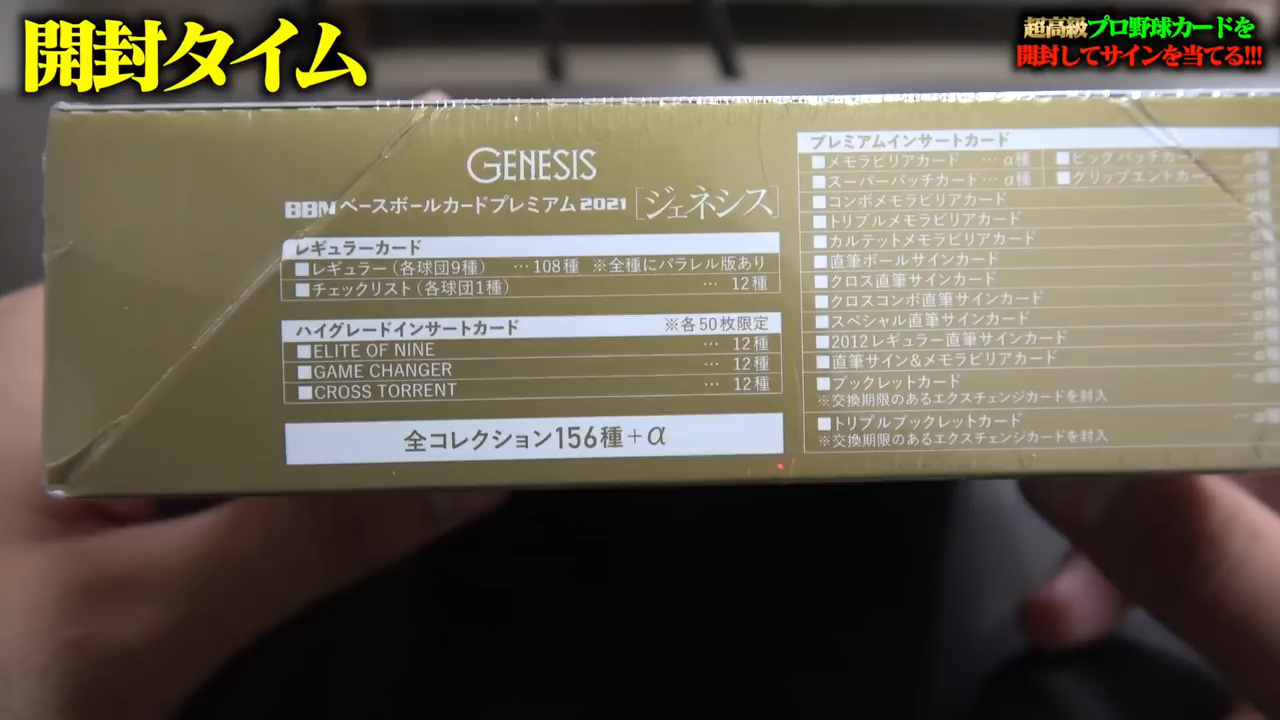 開封タイム
超高級プロ野球カードを
開封してサインを当てる!!!
GENESIS
BBMベースボールカードプレミアム2021[ジェネシス]
レギュラーカード
■レギュラー(各球団9種) …108種 ※全種にパラレル版あり
■チェックリスト(各球団1種) … 12種
ハイグレードインサートカード ※各50枚限定
■ELITE OF NINE … 12種
■GAME CHANGER … 12種
■CROSS TORRENT … 12種
全コレクション156種+α
プレミアムインサートカード
■メモラビリアカード … α種 ■ビッグパッチカード
■スーパーパッチカード… α種 ■グリップエンドカード
■コンボメモラビリアカード
■トリプルメモラビリアカード
■カルテットメモラビリアカード
■直筆ボールサインカード
■クロス直筆サインカード
■クロスコンボ直筆サインカード
■スペシャル直筆サインカード
■2012レギュラー直筆サインカード
■直筆サイン&メモラビリアカード
■ブックレットカード
※交換期限のあるエクスチェンジカードを封入
■トリプルブックレットカード
※交換期限のあるエクスチェンジカードを封入